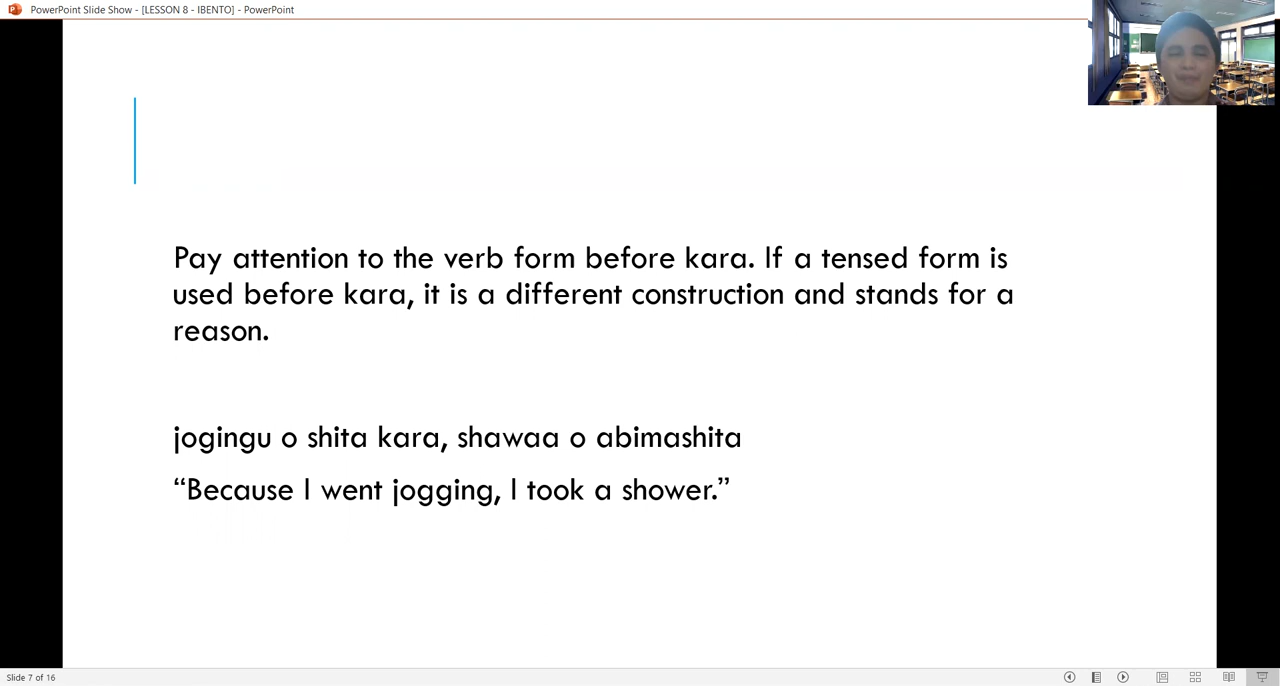 PowerPoint Slide Show - [LESSON 8 - IBENTO] - PowerPoint
Pay attention to the verb form before kara. If a tensed form is
used before kara, it is a different construction and stands for a
reason.
jogingu o shita kara, shawaa o abimashita
“Because I went jogging, I took a shower.”
Slide 7 of 16